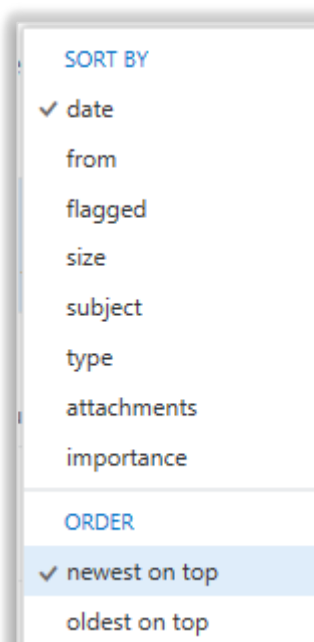 SORT BY
date
from
flagged
size
subject
type
attachments
importance
ORDER
newest on top
oldest on top